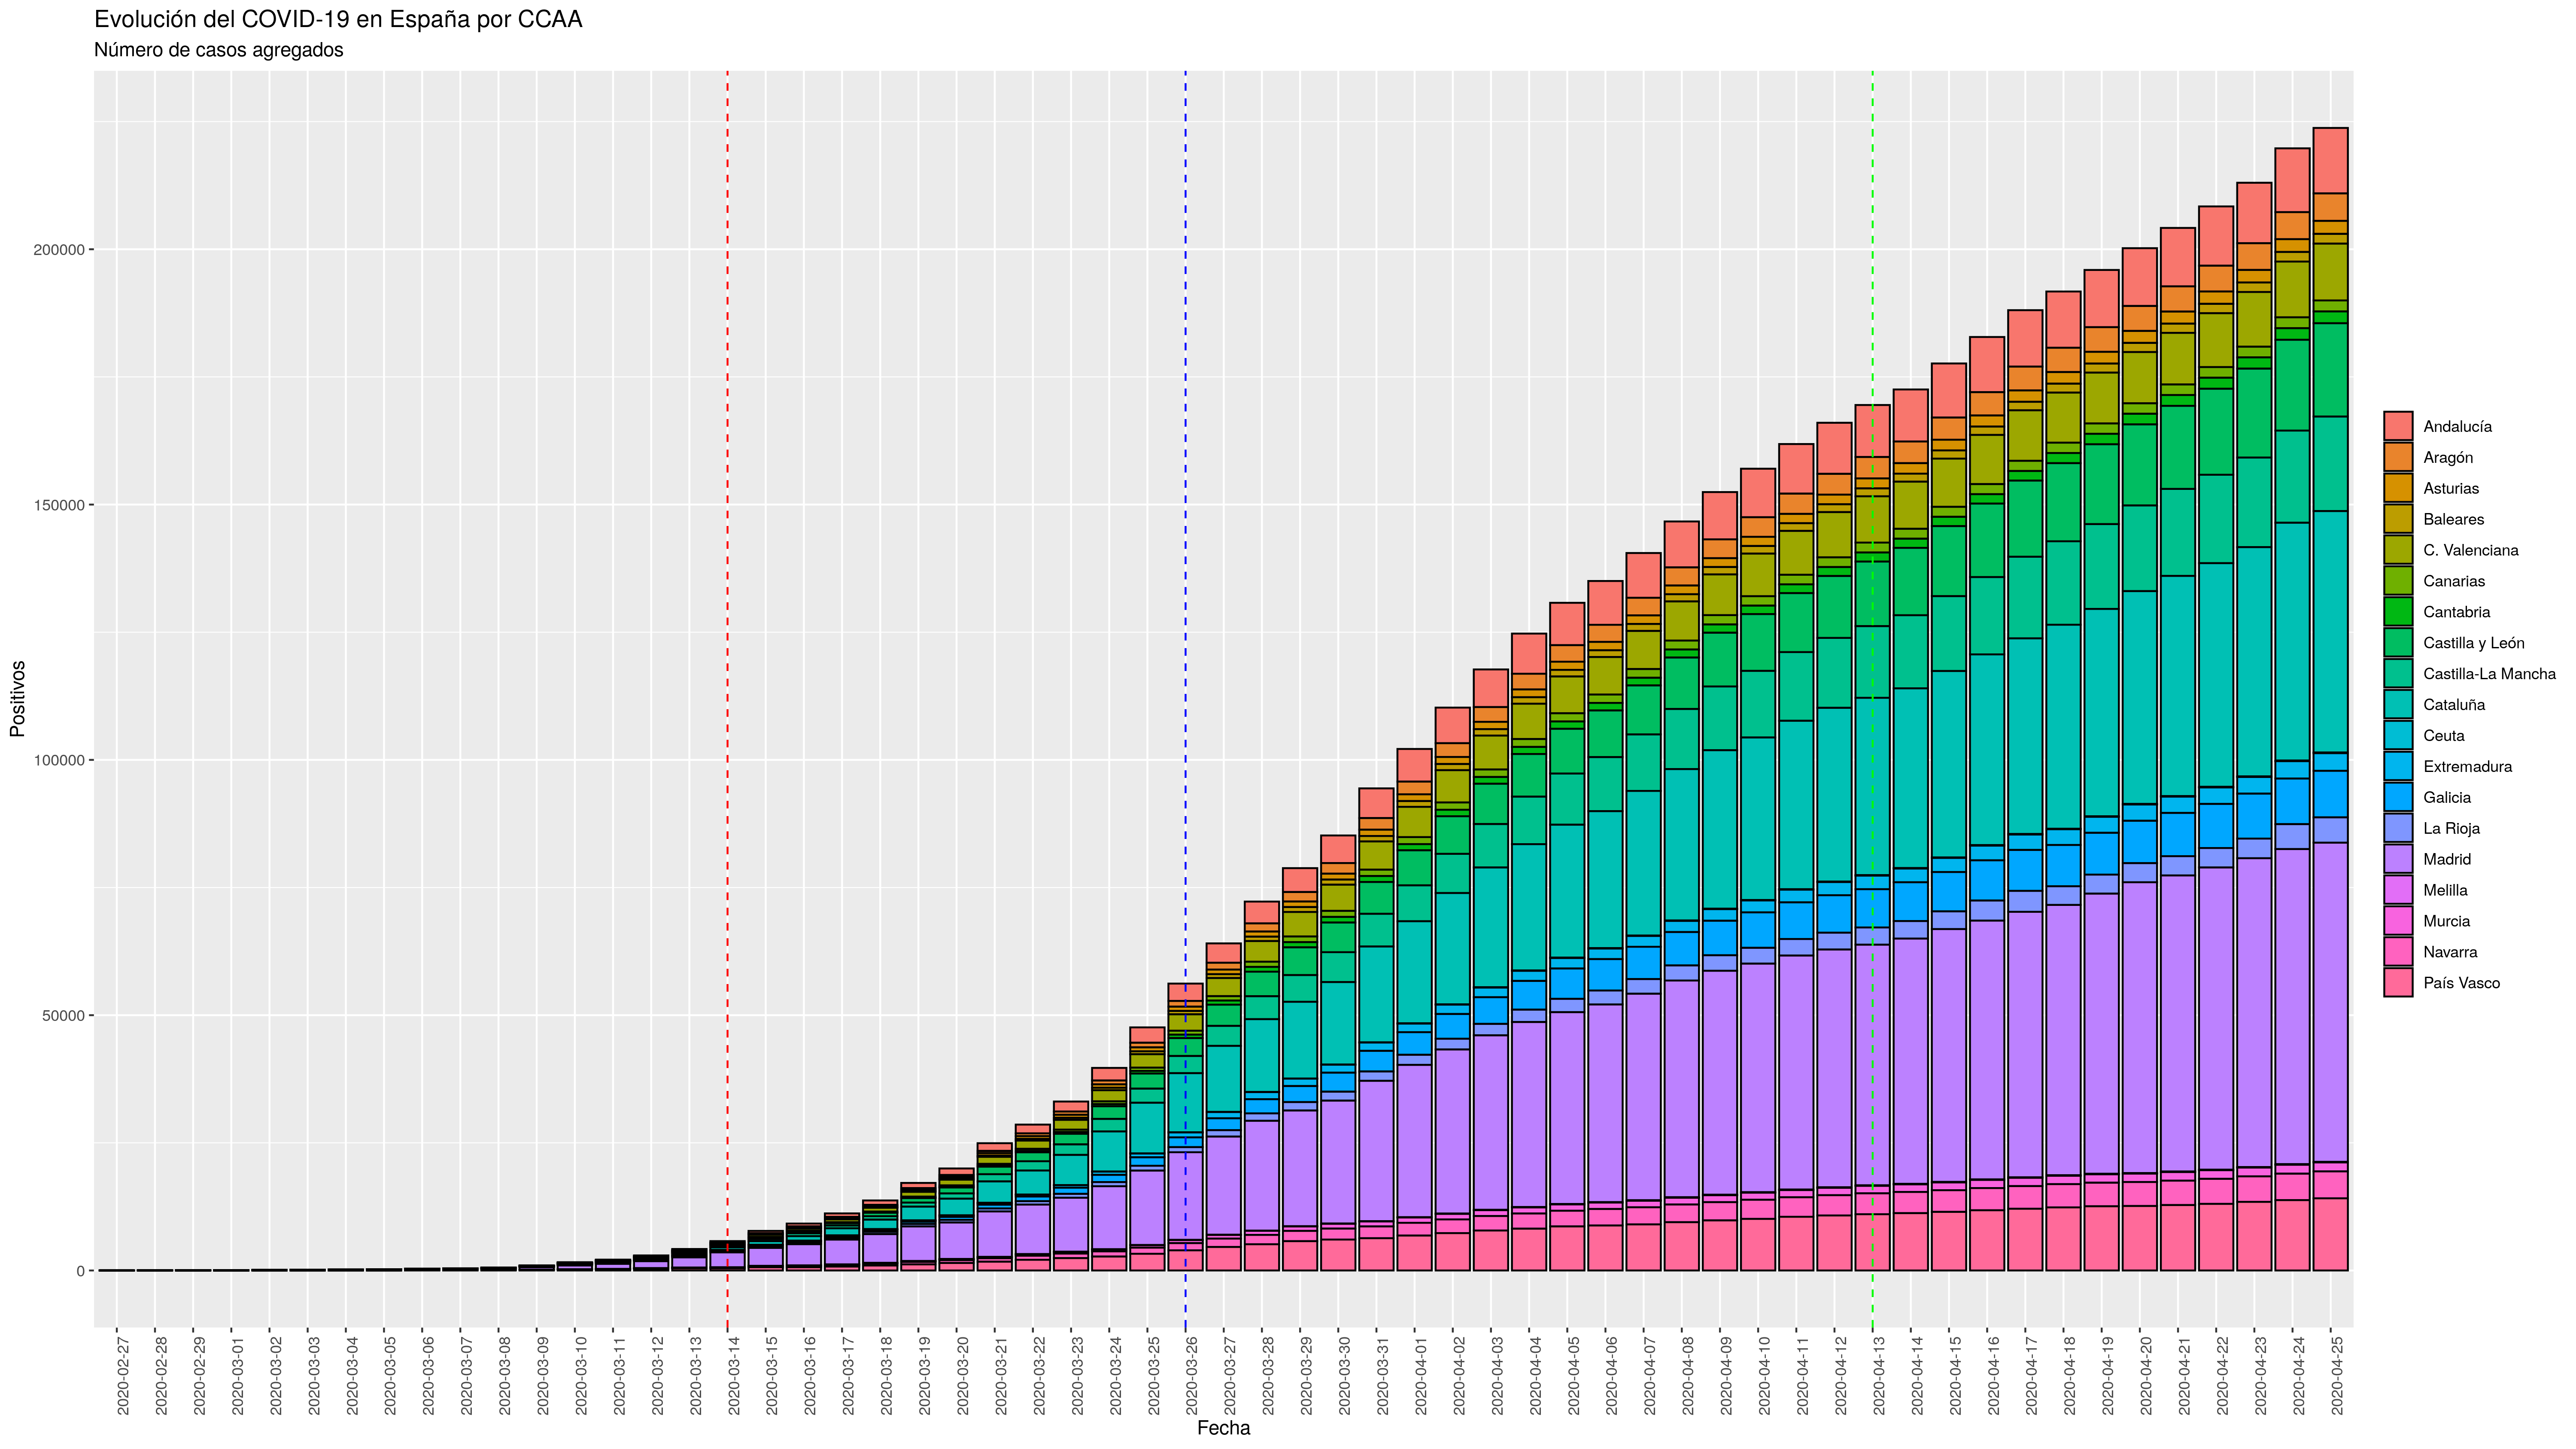 Evolución del COVID-19 en España por CCAA
Número de casos agregados
Positivos
200000
150000
100000
50000
0
2020-02-27
2020-02-28
2020-02-29
2020-03-01
2020-03-02
2020-03-03
2020-03-04
2020-03-05
2020-03-06
2020-03-07
2020-03-08
2020-03-09
2020-03-10
2020-03-11
2020-03-12
2020-03-13
2020-03-14
2020-03-15
2020-03-16
2020-03-17
2020-03-18
2020-03-19
2020-03-20
2020-03-21
2020-03-22
2020-03-23
2020-03-24
2020-03-25
2020-03-26
2020-03-27
2020-03-28
2020-03-29
2020-03-30
2020-03-31
2020-04-01
2020-04-02
2020-04-03
2020-04-04
2020-04-05
2020-04-06
2020-04-07
2020-04-08
2020-04-09
2020-04-10
2020-04-11
2020-04-12
2020-04-13
2020-04-14
2020-04-15
2020-04-16
2020-04-17
2020-04-18
2020-04-19
2020-04-20
2020-04-21
2020-04-22
2020-04-23
2020-04-24
2020-04-25
Fecha
Andalucía
Aragón
Asturias
Baleares
C. Valenciana
Canarias
Cantabria
Castilla y León
Castilla-La Mancha
Cataluña
Ceuta
Extremadura
Galicia
La Rioja
Madrid
Melilla
Murcia
Navarra
País Vasco